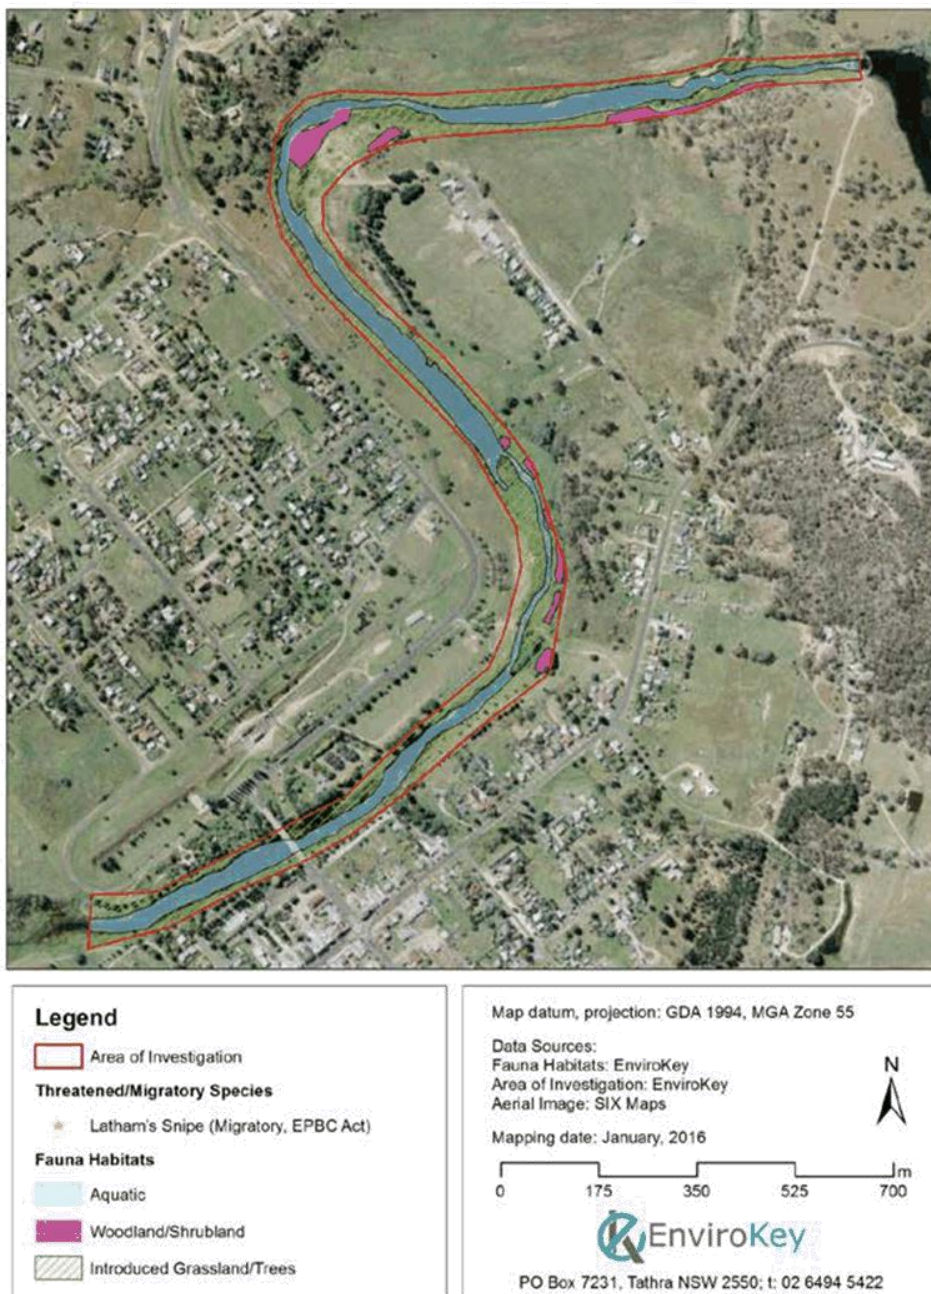 Legend
Area of Investigation
Threatened/Migratory Species
Latham's Snipe (Migratory, EPBC Act)
Fauna Habitats
Aquatic
Woodland/Shrubland
Introduced Grassland/Trees
Map datum, projection: GDA 1994, MGA Zone 55
Data Sources:
Fauna Habitats: EnviroKey
Area of Investigation: EnviroKey
Aerial Image: SIX Maps
Mapping date: January, 2016
N
m
0 175 350 525 700
EnviroKey
PO Box 7231, Tathra NSW 2550; t: 02 6494 5422